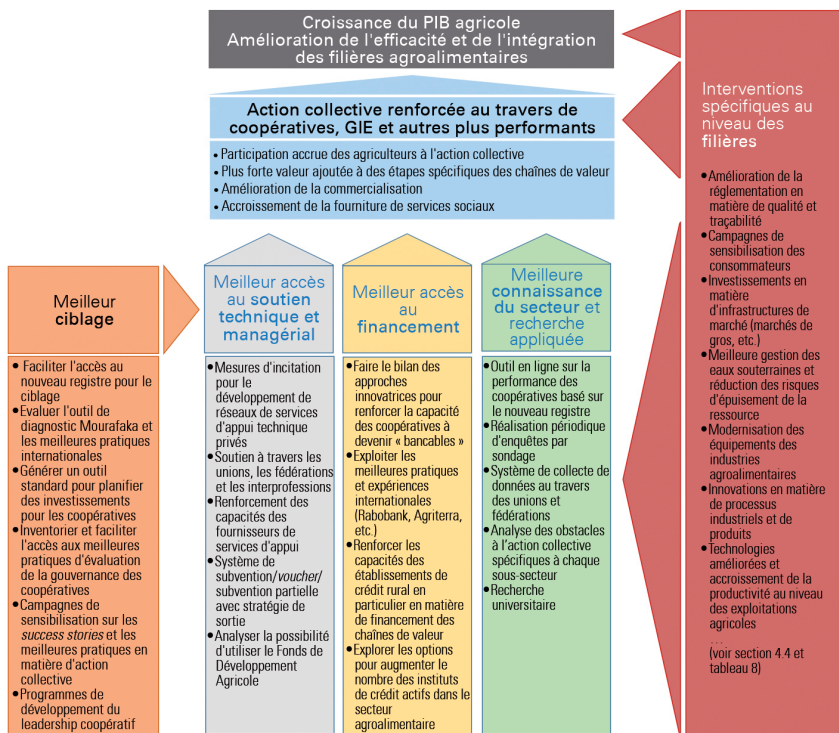 Croissance du PIB agricole
Amélioration de l'efficacité et de l'intégration
des filières agroalimentaires
Action collective renforcée au travers de
coopératives, GIE et autres plus performants
• Participation accrue des agriculteurs à l'action collective
• Plus forte valeur ajoutée à des étapes spécifiques des chaînes de valeur
• Amélioration de la commercialisation
• Accroissement de la fourniture de services sociaux
Meilleur
ciblage
• Faciliter l'accès au
nouveau registre pour le
ciblage
• Evaluer l'outil de
diagnostic Mourafaka et
les meilleures pratiques
internationales
• Générer un outil
standard pour planifier
des investissements
pour les coopératives
• Inventorier et faciliter
l'accès aux meilleures
pratiques d'évaluation
de la gouvernance des
coopératives
• Campagnes de
sensibilisation sur les
success stories et les
meilleures pratiques en
matière d'action
collective
• Programmes de
développement du
leadership coopératif
Meilleur accès
au soutien
technique et
managérial
• Mesures d'incitation
pour le
développement de
réseaux de services
d'appui technique
privés
• Soutien à travers les
unions, les fédérations
et les interprofessions
• Renforcement des
capacités des
fournisseurs de
services d'appui
• Système de
subvention/voucher/
subvention partielle
avec stratégie de
sortie
• Analyser la possibilité
d'utiliser le Fonds de
Développement
Agricole
Meilleur accès
au
financement
• Faire le bilan des
approches
innovatrices pour
renforcer la capacité
des coopératives à
devenir « bancables »
• Exploiter les
meilleures pratiques
et expériences
internationales
(Rabobank, Agriterra,
etc.)
• Renforcer les
capacités des
établissements de
crédit rural en
particulier en matière
de financement des
chaînes de valeur
• Explorer les options
pour augmenter le
nombre des instituts
de crédit actifs dans le
secteur
agroalimentaire
Meilleure
connaissance
du secteur et
recherche
appliquée
• Outil en ligne sur la
performance des
coopératives basé sur
le nouveau registre
• Réalisation périodique
d'enquêtes par
sondage
• Système de collecte de
données au travers
des unions et
fédérations
• Analyse des obstacles
à l'action collective
spécifiques à chaque
sous-secteur
• Recherche
universitaire
Interventions
spécifiques au
niveau des
filières
• Amélioration de la
réglementation en
matière de qualité et
traçabilité
• Campagnes de
sensibilisation des
consommateurs
• Investissements en
matière
d'infrastructures de
marché (marchés de
gros, etc.)
• Meilleure gestion des
eaux souterraines et
réduction des risques
d'épuisement de la
ressource
• Modernisation des
équipements des
industries
agroalimentaires
• Innovations en matière
de processus
industriels et de
produits
• Technologies
améliorées et
accroissement de la
productivité au niveau
des exploitations
agricoles
…
(voir section 4.4 et
tableau 8)